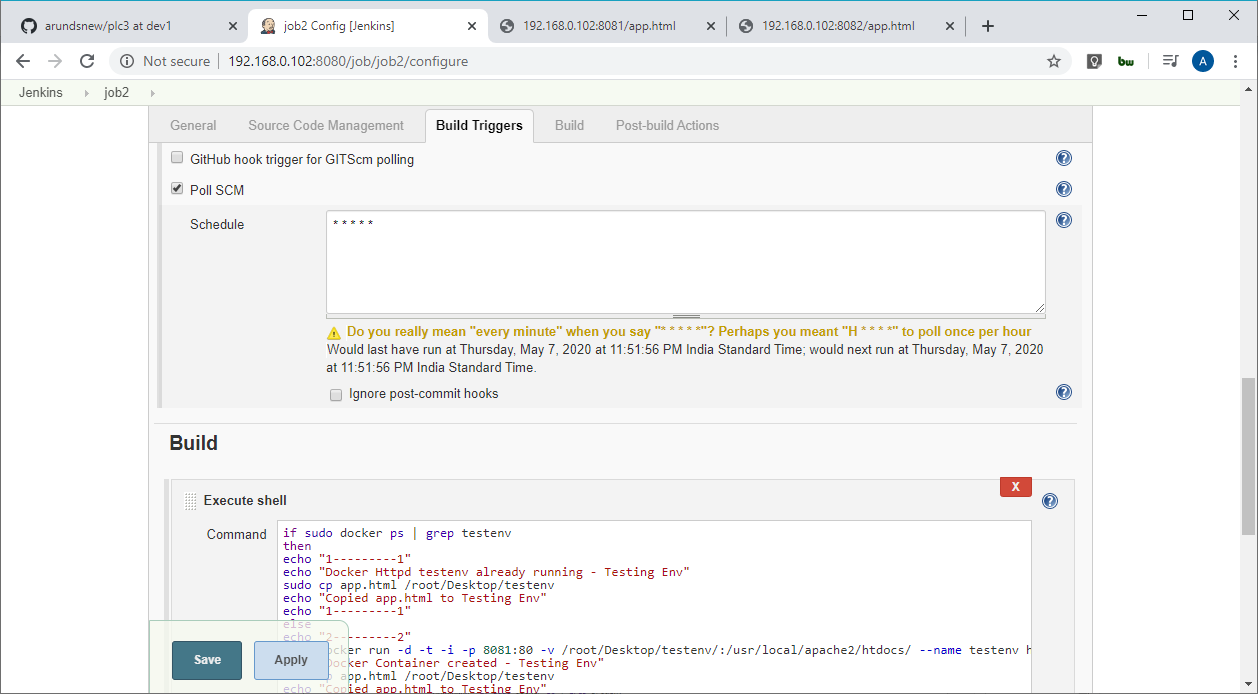 arundsnew/plc3 at dev1
job2 Config [Jenkins]
192.168.0.102:8081/app.html
192.168.0.102:8082/app.html
Not secure
192.168.0.102:8080/job/job2/configure
bw
A
Jenkins
job2
General
Source Code Management
Build Triggers
Build
Post-build Actions
GitHub hook trigger for GITScm polling
Poll SCM
Schedule
* * * * *
Do you really mean "every minute" when you say "* * * * *"? Perhaps you meant "H * * * *" to poll once per hour
Would last have run at Thursday, May 7, 2020 at 11:51:56 PM India Standard Time; would next run at Thursday, May 7, 2020
at 11:51:56 PM India Standard Time.
Ignore post-commit hooks
Build
X
Execute shell
Command
if sudo docker ps | grep testenv
then
echo "1---------1"
echo "Docker Httpd testenv already running - Testing Env"
sudo cp app.html /root/Desktop/testenv
echo "Copied app.html to Testing Env"
echo "1---------1"
else
echo "2---------2"
run -d -t -i -p 8081:80 -v /root/Desktop/testenv/:/usr/local/apache2/htdocs/ --name testenv h
Container created - Testing Env"
app.html /root/Desktop/testenv
echo "Copied app.html to Testing Env"
Save
Apply